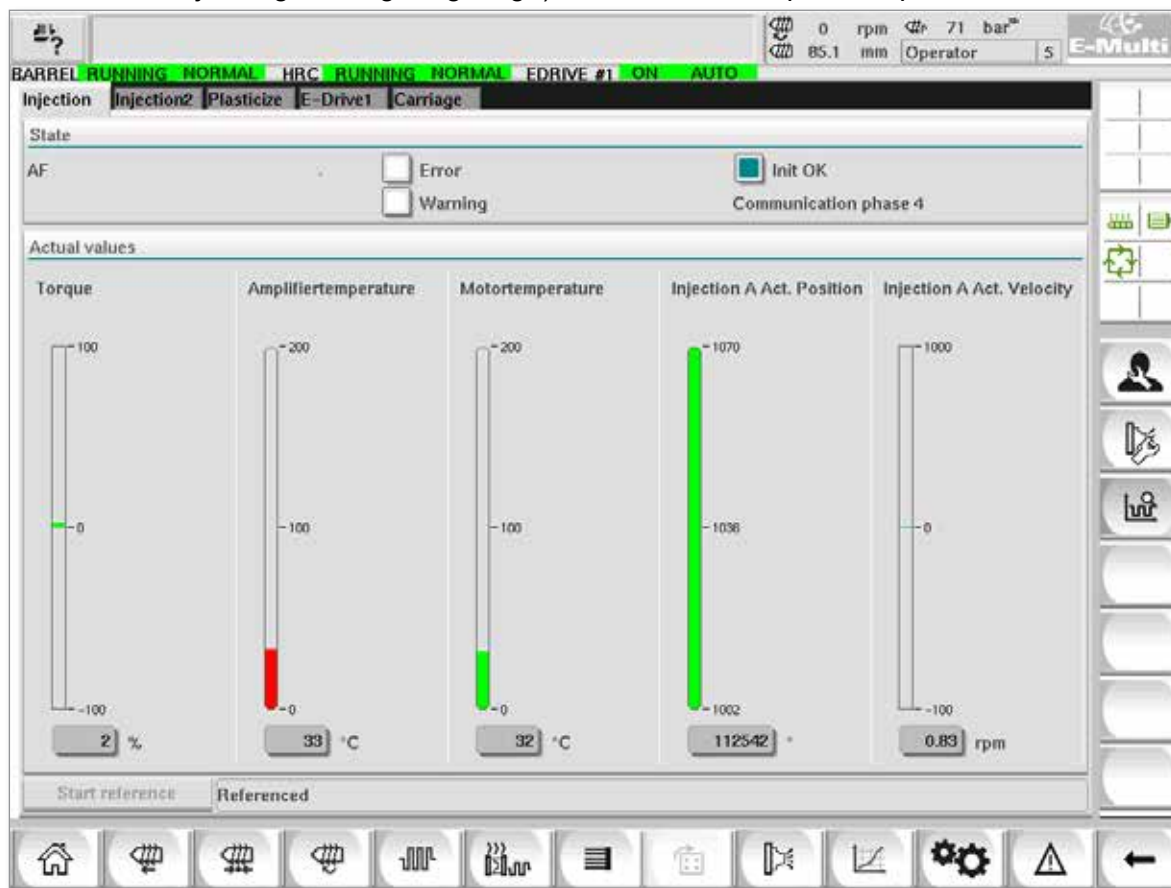 0 rpm 71 bar
85.1 mm Operator 5 E-Multi
BARREL RUNNING NORMAL HRC RUNNING NORMAL EDRIVE #1 ON AUTO
Injection Injection2 Plasticize E-Drive1 Carriage
State
AF Error Init OK
Warning Communication phase 4
Actual values
Torque Amplifiertemperature Motortemperature Injection A Act. Position Injection A Act. Velocity
100 200 200 1070 1000
0 100 100 1036 0
-100 0 0 1002 -100
2 % 33 °C 32 °C 112542 ° 0.83 rpm
Start reference Referenced